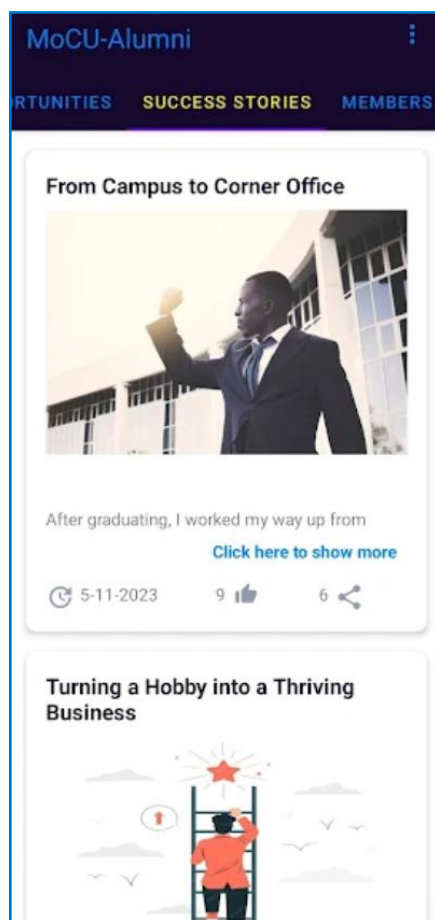 MoCU-Alumni
RTUNITIES SUCCESS STORIES MEMBERS
From Campus to Corner Office
After graduating, I worked my way up from
Click here to show more
5-11-2023 9 6
Turning a Hobby into a Thriving
Business